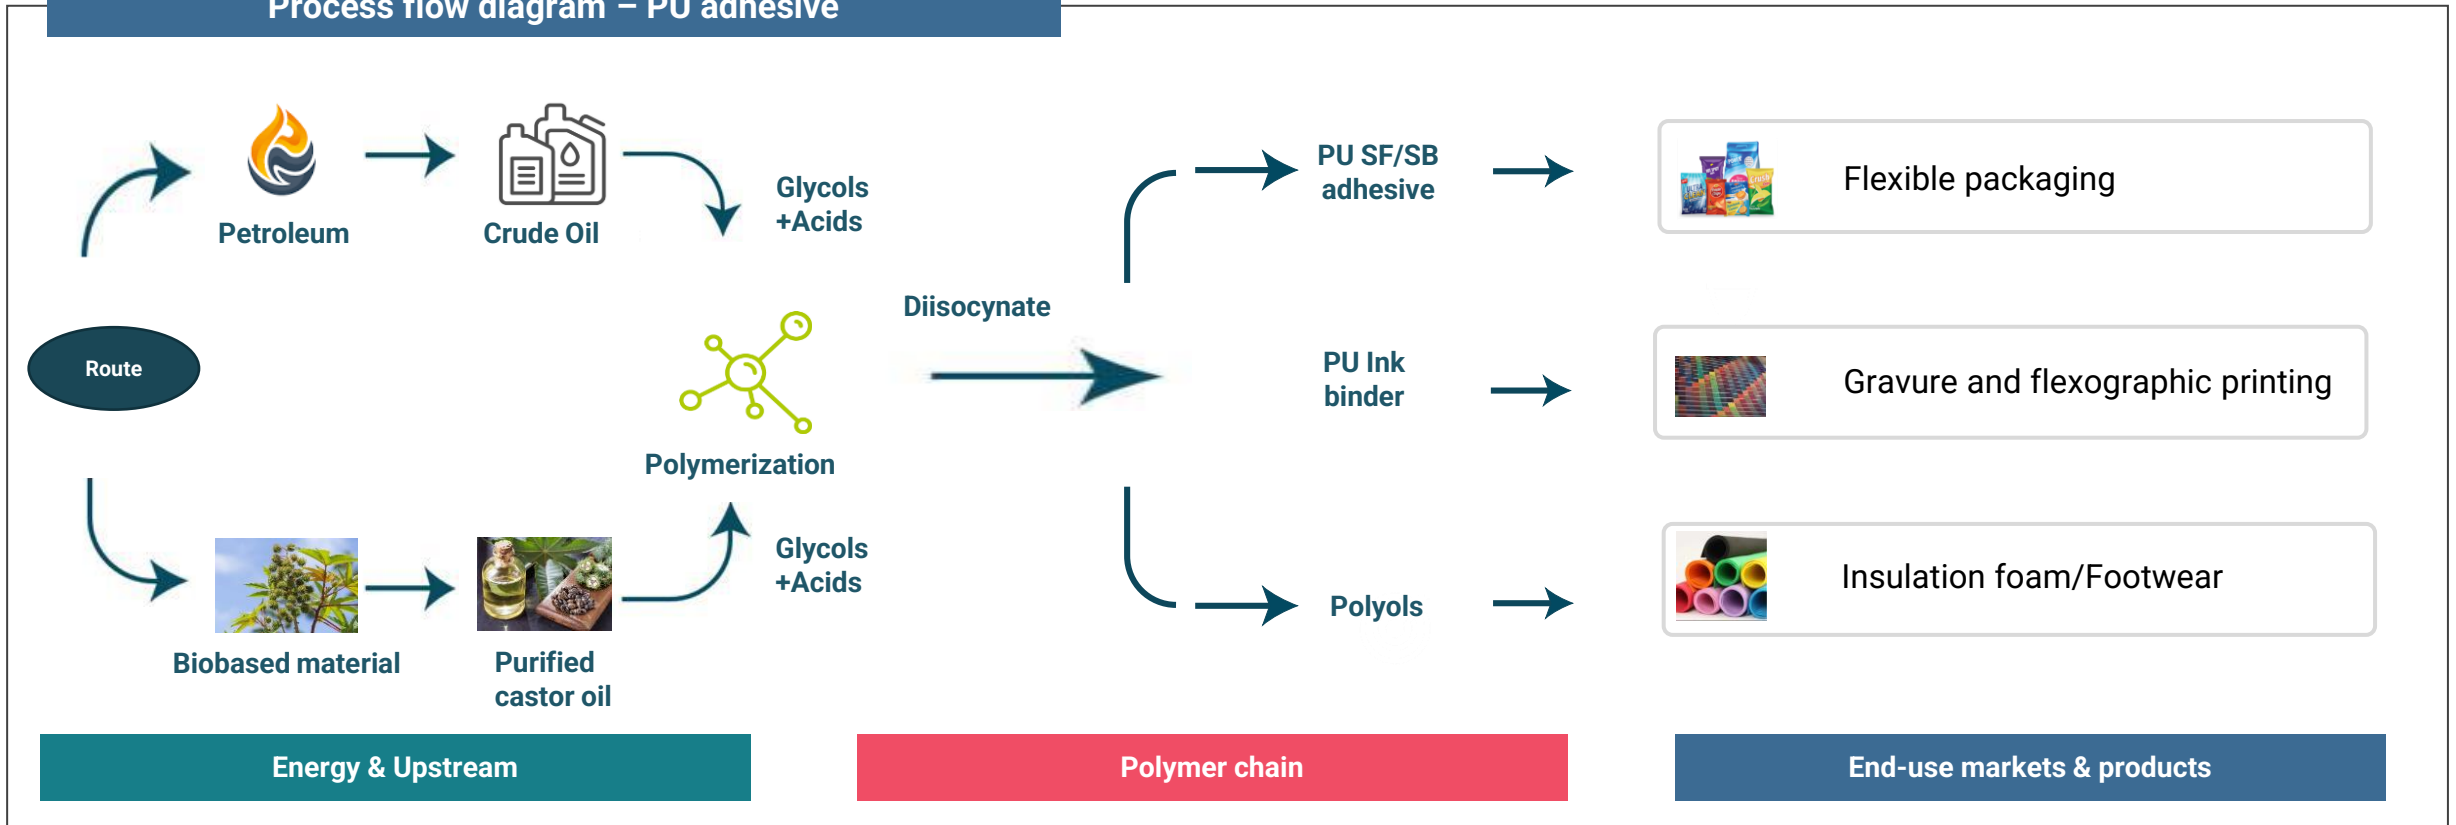 Process flow diagram – PU adhesive
Petroleum
Crude Oil
Glycols
+Acids
PU SF/SB
adhesive
Flexible packaging
Route
Diisocynate
Polymerization
PU Ink
binder
Gravure and flexographic printing
Biobased material
Purified
castor oil
Glycols
+Acids
Polyols
Insulation foam/Footwear
Energy & Upstream
Polymer chain
End-use markets & products